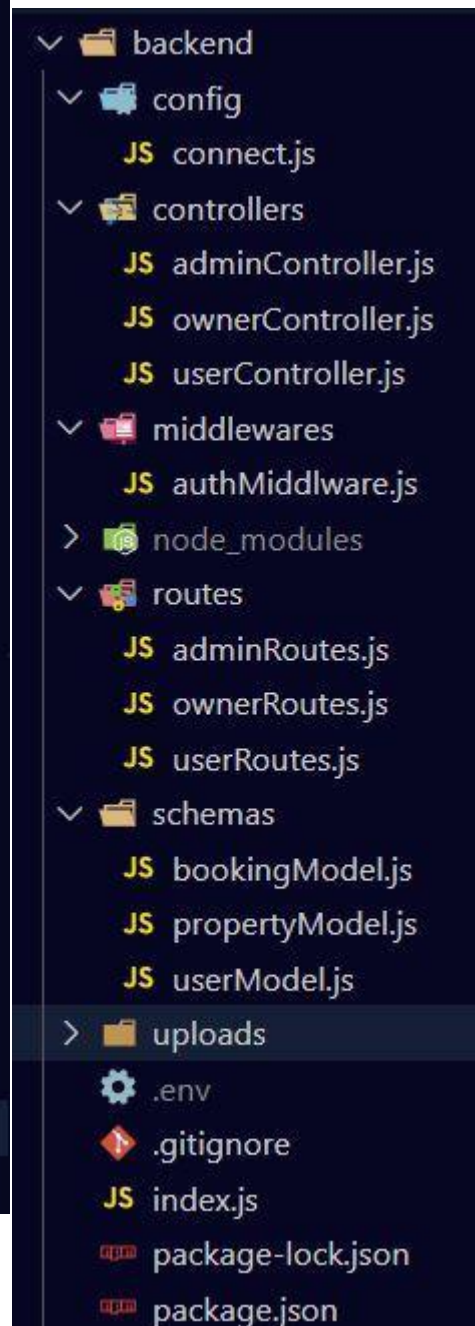 backend
config
JS connect.js
controllers
JS adminController.js
JS ownerController.js
JS userController.js
middlewares
JS authMiddlware.js
node_modules
routes
JS adminRoutes.js
JS ownerRoutes.js
JS userRoutes.js
schemas
JS bookingModel.js
JS propertyModel.js
JS userModel.js
uploads
.env
.gitignore
JS index.js
npm package-lock.json
npm package.json